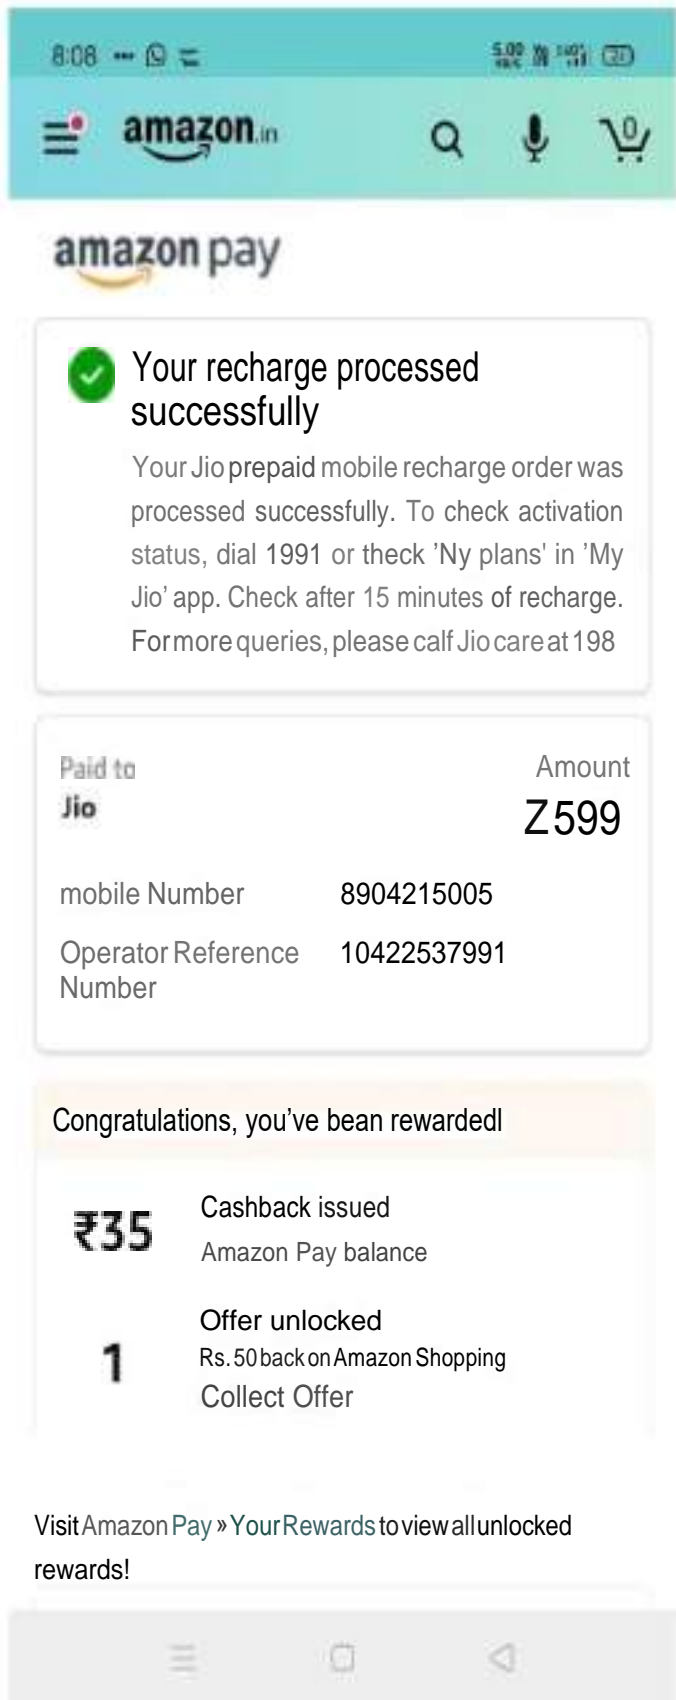 8:08
amazon.in
0
amazon pay
Your recharge processed
successfully
Your Jio prepaid mobile recharge order was
processed successfully. To check activation
status, dial 1991 or theck ’Ny plans' in ’My
Jio’ app. Check after 15 minutes of recharge.
For more queries, please calf Jio care at 198
Paid to
Amount
Jio
Z599
mobile Number 8904215005
Operator Reference 10422537991
Number
Congratulations, you’ve bean rewardedl
₹35
Cashback issued
Amazon Pay balance
1
Offer unlocked
Rs. 50 back on Amazon Shopping
Collect Offer
Visit Amazon Pay » Your Rewards to view all unlocked
rewards!